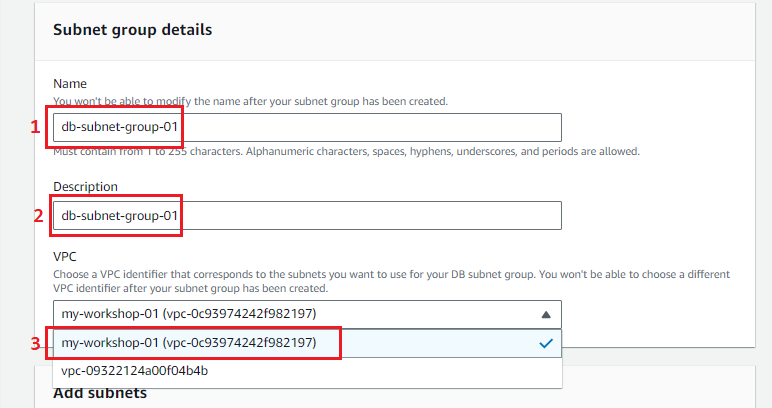 Subnet group details
Name
You won't be able to modify the name after your subnet group has been created.
1
db-subnet-group-01
Must contain from 1 to 255 characters. Alphanumeric characters, spaces, hyphens, underscores, and periods are allowed.
Description
2
db-subnet-group-01
VPC
Choose a VPC identifier that corresponds to the subnets you want to use for your DB subnet group. You won't be able to choose a different
VPC identifier after your subnet group has been created.
my-workshop-01 (vpc-0c93974242f982197)
3
my-workshop-01 (vpc-0c93974242f982197)
vpc-09322124a00f04b4b
Add subnets